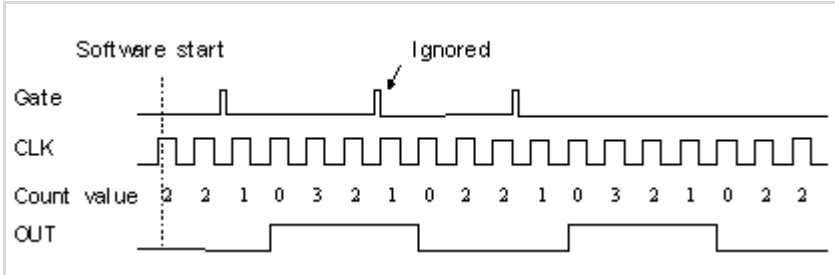 Software start
Ignored
Gate
CLK
Count value 2 2 1 0 3 2 1 0 2 2 1 0 3 2 1 0 2 2
OUT